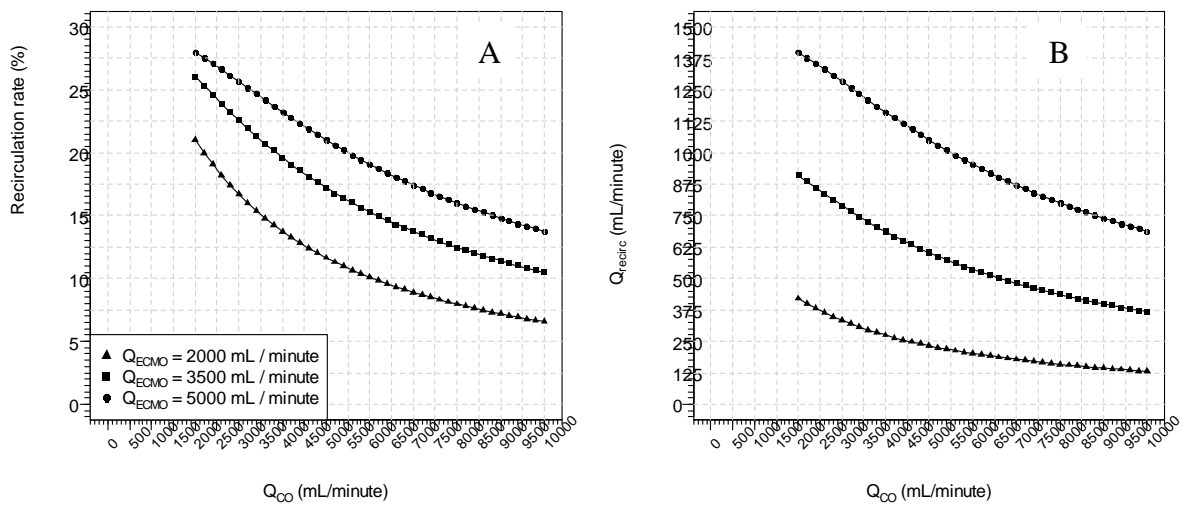 A
Recirculation rate (%)
30
25
20
15
10
5
0
Q_ECMO = 2000 mL / minute
Q_ECMO = 3500 mL / minute
Q_ECMO = 5000 mL / minute
0 500 1000 1500 2000 2500 3000 3500 4000 4500 5000 5500 6000 6500 7000 7500 8000 8500 9000 9500 10000
Q_CO (mL/minute)
B
Q_recirc (mL/minute)
1500
1375
1250
1125
1000
875
750
625
500
375
250
125
0
0 500 1000 1500 2000 2500 3000 3500 4000 4500 5000 5500 6000 6500 7000 7500 8000 8500 9000 9500 10000
Q_CO (mL/minute)